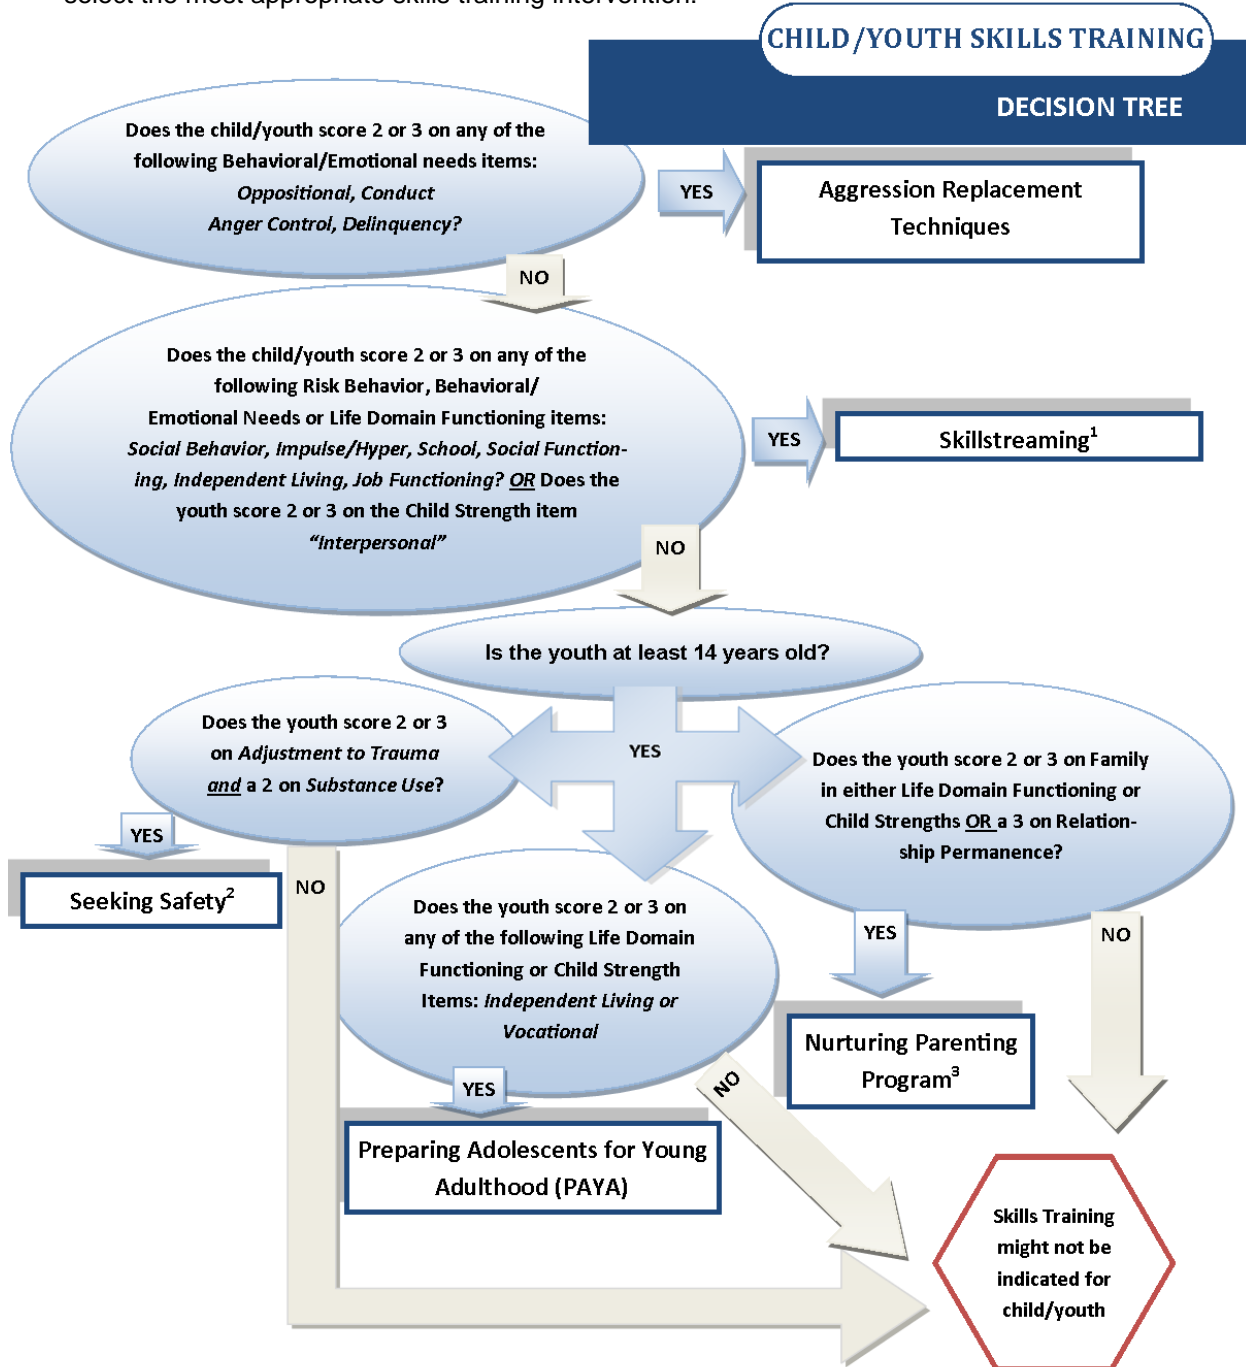 select the most appropriate skills training intervention.
CHILD/YOUTH SKILLS TRAINING
DECISION TREE
Does the child/youth score 2 or 3 on any of the
following Behavioral/Emotional needs items:
Oppositional, Conduct
Anger Control, Delinquency?
YES
Aggression Replacement
Techniques
NO
Does the child/youth score 2 or 3 on any of the
following Risk Behavior, Behavioral/
Emotional Needs or Life Domain Functioning items:
Social Behavior, Impulse/Hyper, School, Social Function-
ing, Independent Living, Job Functioning? OR Does the
youth score 2 or 3 on the Child Strength item
“Interpersonal”
YES
Skillstreaming¹
NO
Is the youth at least 14 years old?
YES
Does the youth score 2 or 3
on Adjustment to Trauma
and a 2 on Substance Use?
YES
Seeking Safety²
NO
Does the youth score 2 or 3 on
any of the following Life Domain
Functioning or Child Strength
Items: Independent Living or
Vocational
YES
Preparing Adolescents for Young
Adulthood (PAYA)
NO
Does the youth score 2 or 3 on Family
in either Life Domain Functioning or
Child Strengths OR a 3 on Relation-
ship Permanence?
YES
Nurturing Parenting
Program³
NO
Skills Training
might not be
indicated for
child/youth